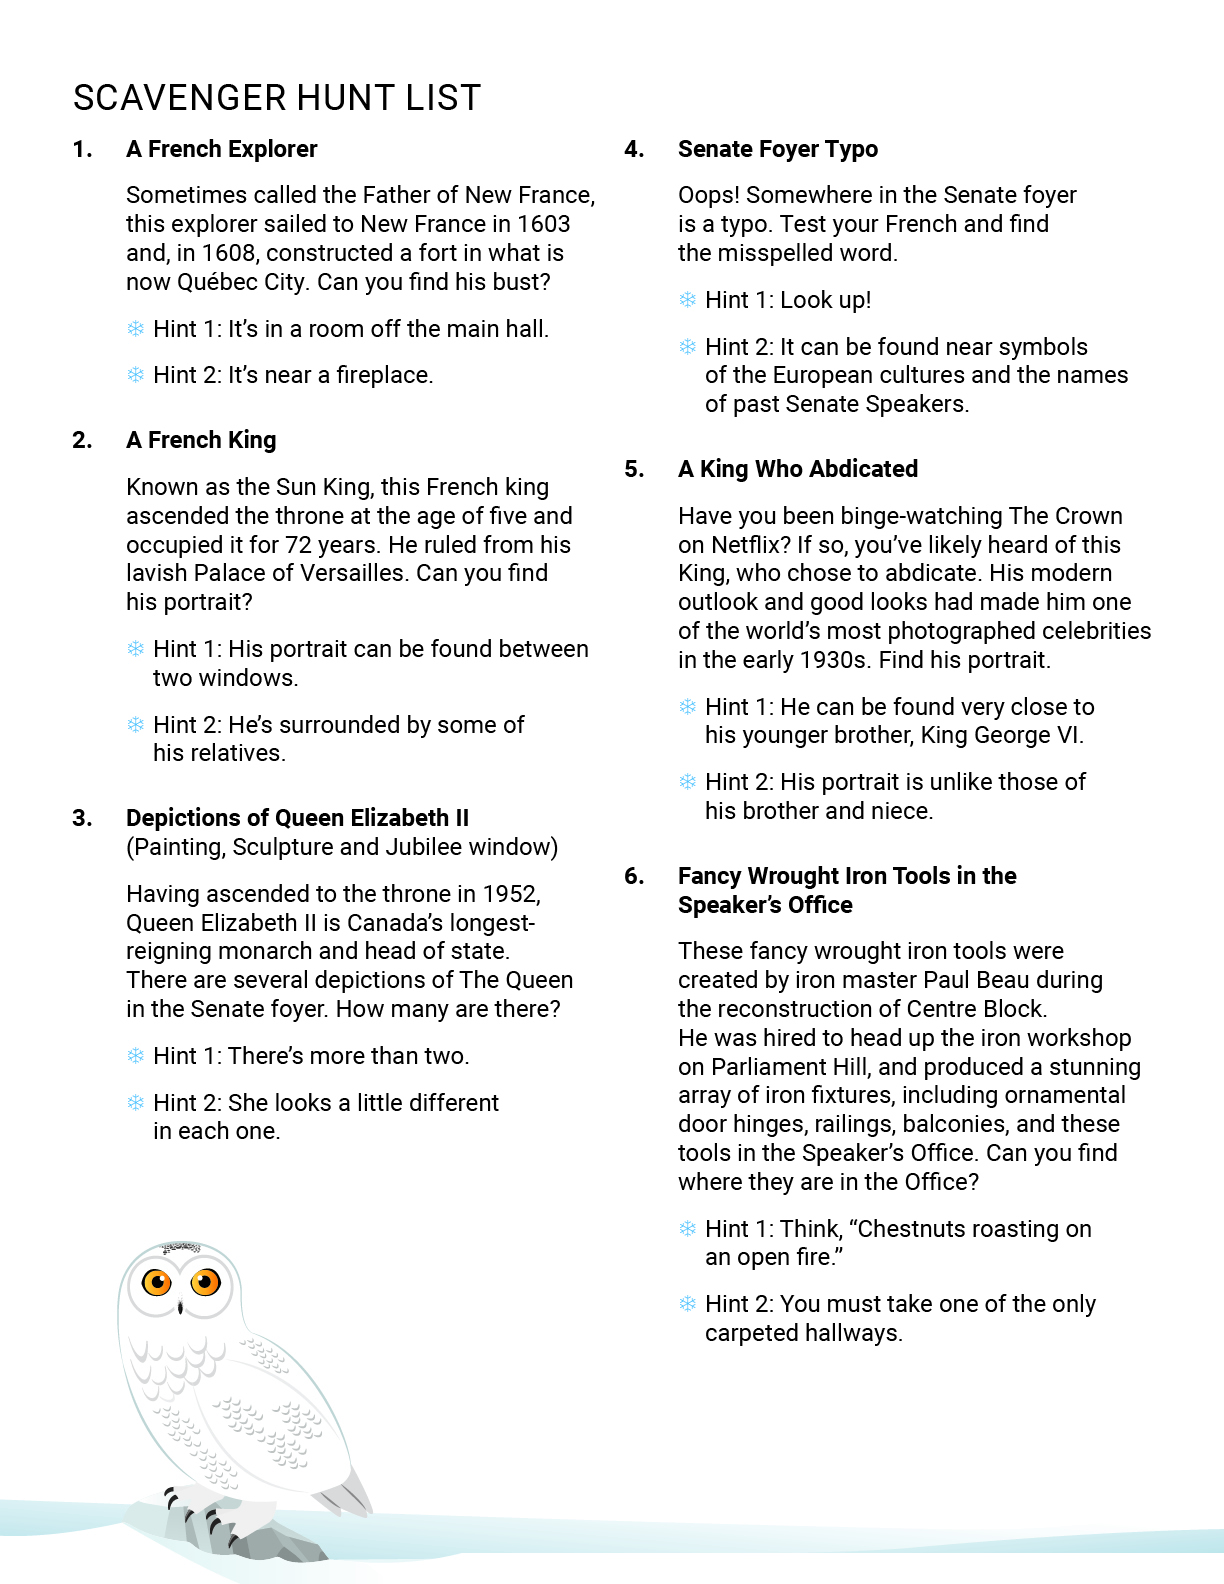 SCAVENGER HUNT LIST
1. A French Explorer
Sometimes called the Father of New France,
this explorer sailed to New France in 1603
and, in 1608, constructed a fort in what is
now Québec City. Can you find his bust?
Hint 1: It’s in a room off the main hall.
Hint 2: It’s near a fireplace.
2. A French King
Known as the Sun King, this French king
ascended the throne at the age of five and
occupied it for 72 years. He ruled from his
lavish Palace of Versailles. Can you find
his portrait?
Hint 1: His portrait can be found between
two windows.
Hint 2: He’s surrounded by some of
his relatives.
3. Depictions of Queen Elizabeth II
(Painting, Sculpture and Jubilee window)
Having ascended to the throne in 1952,
Queen Elizabeth II is Canada’s longest-
reigning monarch and head of state.
There are several depictions of The Queen
in the Senate foyer. How many are there?
Hint 1: There’s more than two.
Hint 2: She looks a little different
in each one.
4. Senate Foyer Typo
Oops! Somewhere in the Senate foyer
is a typo. Test your French and find
the misspelled word.
Hint 1: Look up!
Hint 2: It can be found near symbols
of the European cultures and the names
of past Senate Speakers.
5. A King Who Abdicated
Have you been binge-watching The Crown
on Netflix? If so, you’ve likely heard of this
King, who chose to abdicate. His modern
outlook and good looks had made him one
of the world’s most photographed celebrities
in the early 1930s. Find his portrait.
Hint 1: He can be found very close to
his younger brother, King George VI.
Hint 2: His portrait is unlike those of
his brother and niece.
6. Fancy Wrought Iron Tools in the
Speaker’s Office
These fancy wrought iron tools were
created by iron master Paul Beau during
the reconstruction of Centre Block.
He was hired to head up the iron workshop
on Parliament Hill, and produced a stunning
array of iron fixtures, including ornamental
door hinges, railings, balconies, and these
tools in the Speaker’s Office. Can you find
where they are in the Office?
Hint 1: Think, “Chestnuts roasting on
an open fire.”
Hint 2: You must take one of the only
carpeted hallways.